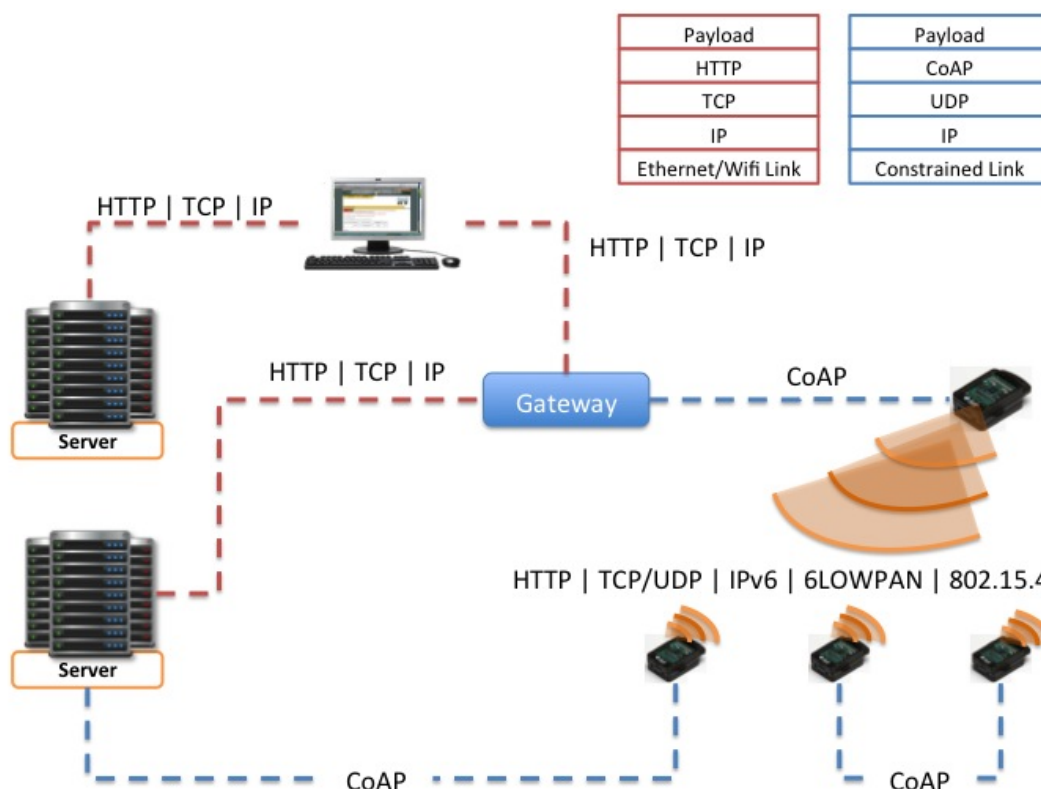 Payload
HTTP
TCP
IP
Ethernet/Wifi Link
Payload
CoAP
UDP
IP
Constrained Link
HTTP | TCP | IP
HTTP | TCP | IP
HTTP | TCP | IP
Gateway
CoAP
Server
HTTP | TCP/UDP | IPv6 | 6LOWPAN | 802.15.4
Server
CoAP
CoAP